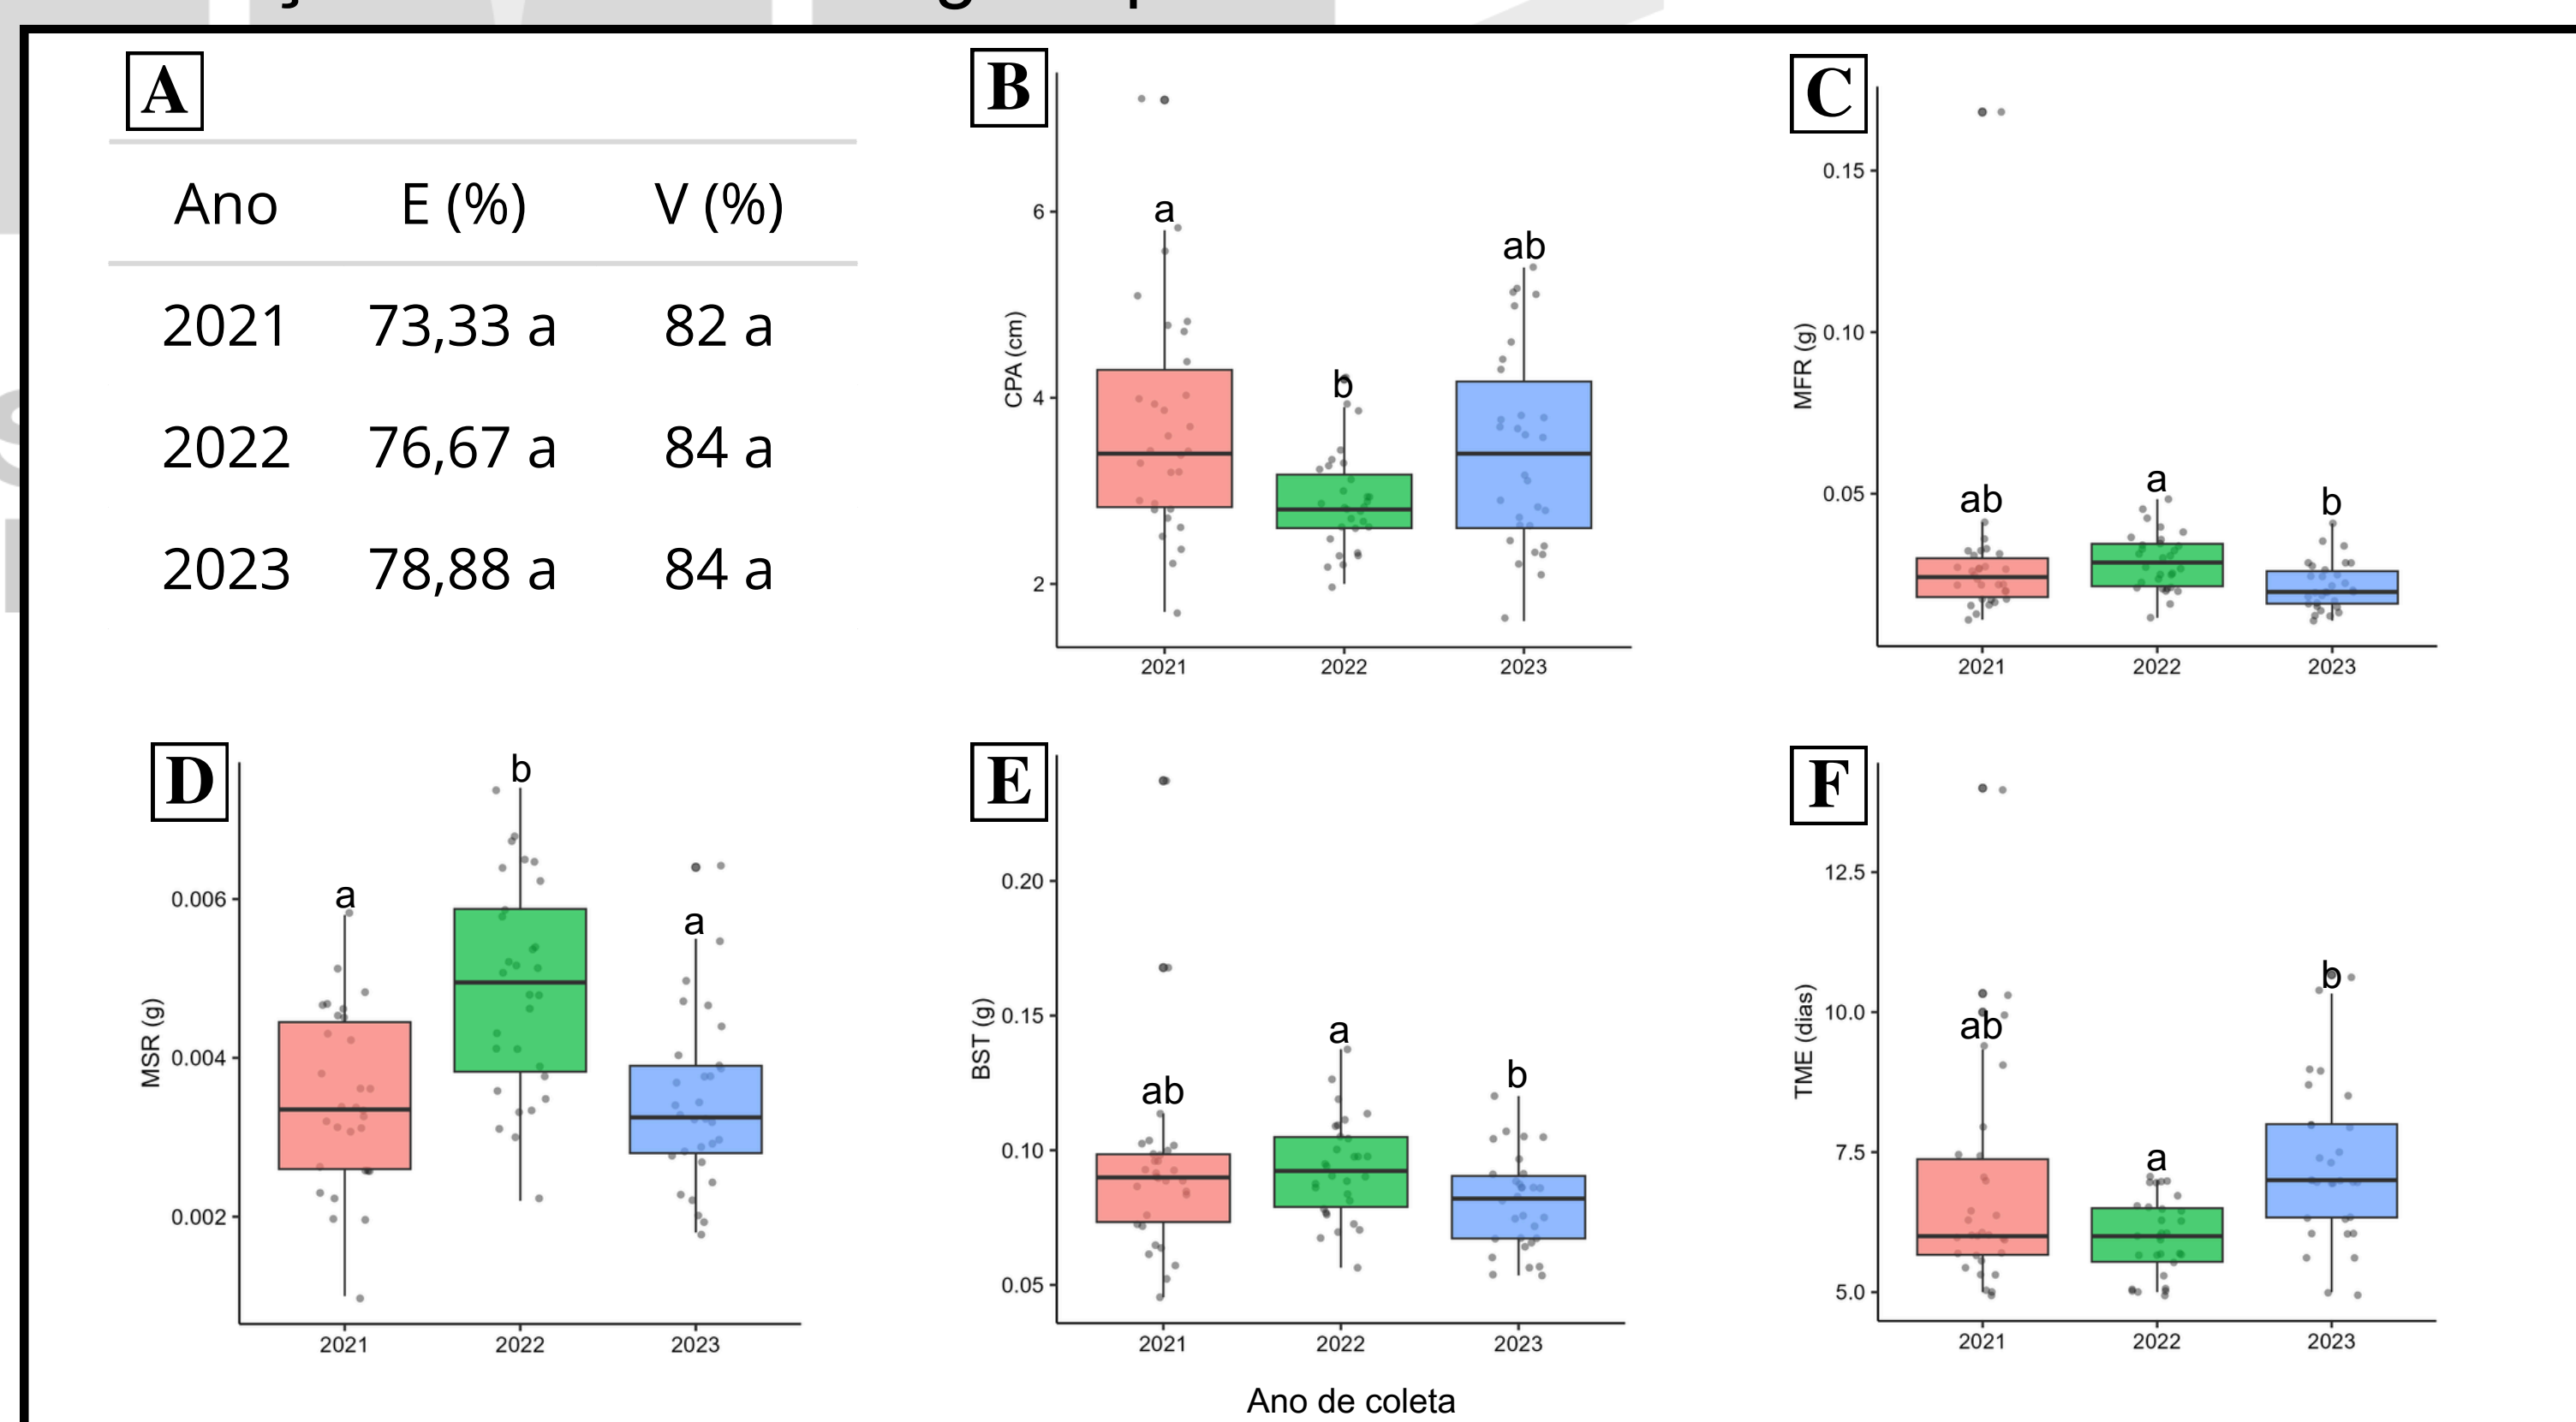 A
Ano E (%) V (%)
2021 73,33 a 82 a
2022 76,67 a 84 a
2023 78,88 a 84 a
B
CPA (cm)
6
4
2
a b ab
2021 2022 2023
C
MFR (g)
0.15
0.10
0.05
ab a b
2021 2022 2023
D
MSR (g)
0.006
0.004
0.002
a b a
2021 2022 2023
E
BST (g)
0.20
0.15
0.10
0.05
ab a b
2021 2022 2023
F
TME (dias)
12.5
10.0
7.5
5.0
ab a b
2021 2022 2023
Ano de coleta